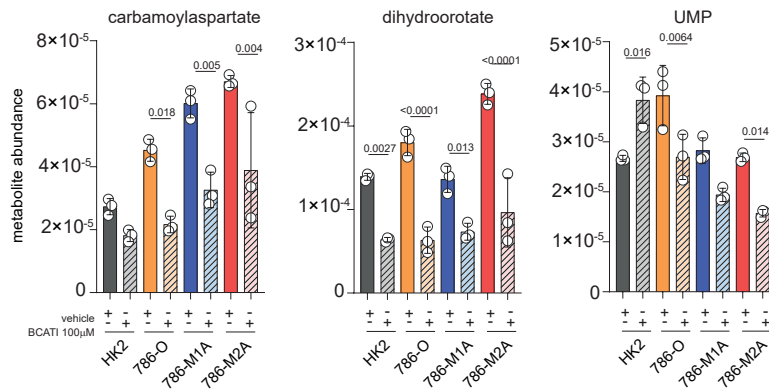 carbamoylaspartate
metabolite abundance
8×10⁻⁵
6×10⁻⁵
4×10⁻⁵
2×10⁻⁵
0
0.018
0.005
0.004
vehicle + - + - + - + -
BCATI 100µM - + - + - + - +
HK2
786-O
786-M1A
786-M2A
dihydroorotate
3×10⁻⁴
2×10⁻⁴
1×10⁻⁴
0
0.0027
<0.0001
0.013
<0.0001
+ - + - + - + -
- + - + - + - +
HK2
786-O
786-M1A
786-M2A
UMP
5×10⁻⁵
4×10⁻⁵
3×10⁻⁵
2×10⁻⁵
1×10⁻⁵
0
0.016
0.0064
0.014
+ - + - + - + -
- + - + - + - +
HK2
786-O
786-M1A
786-M2A